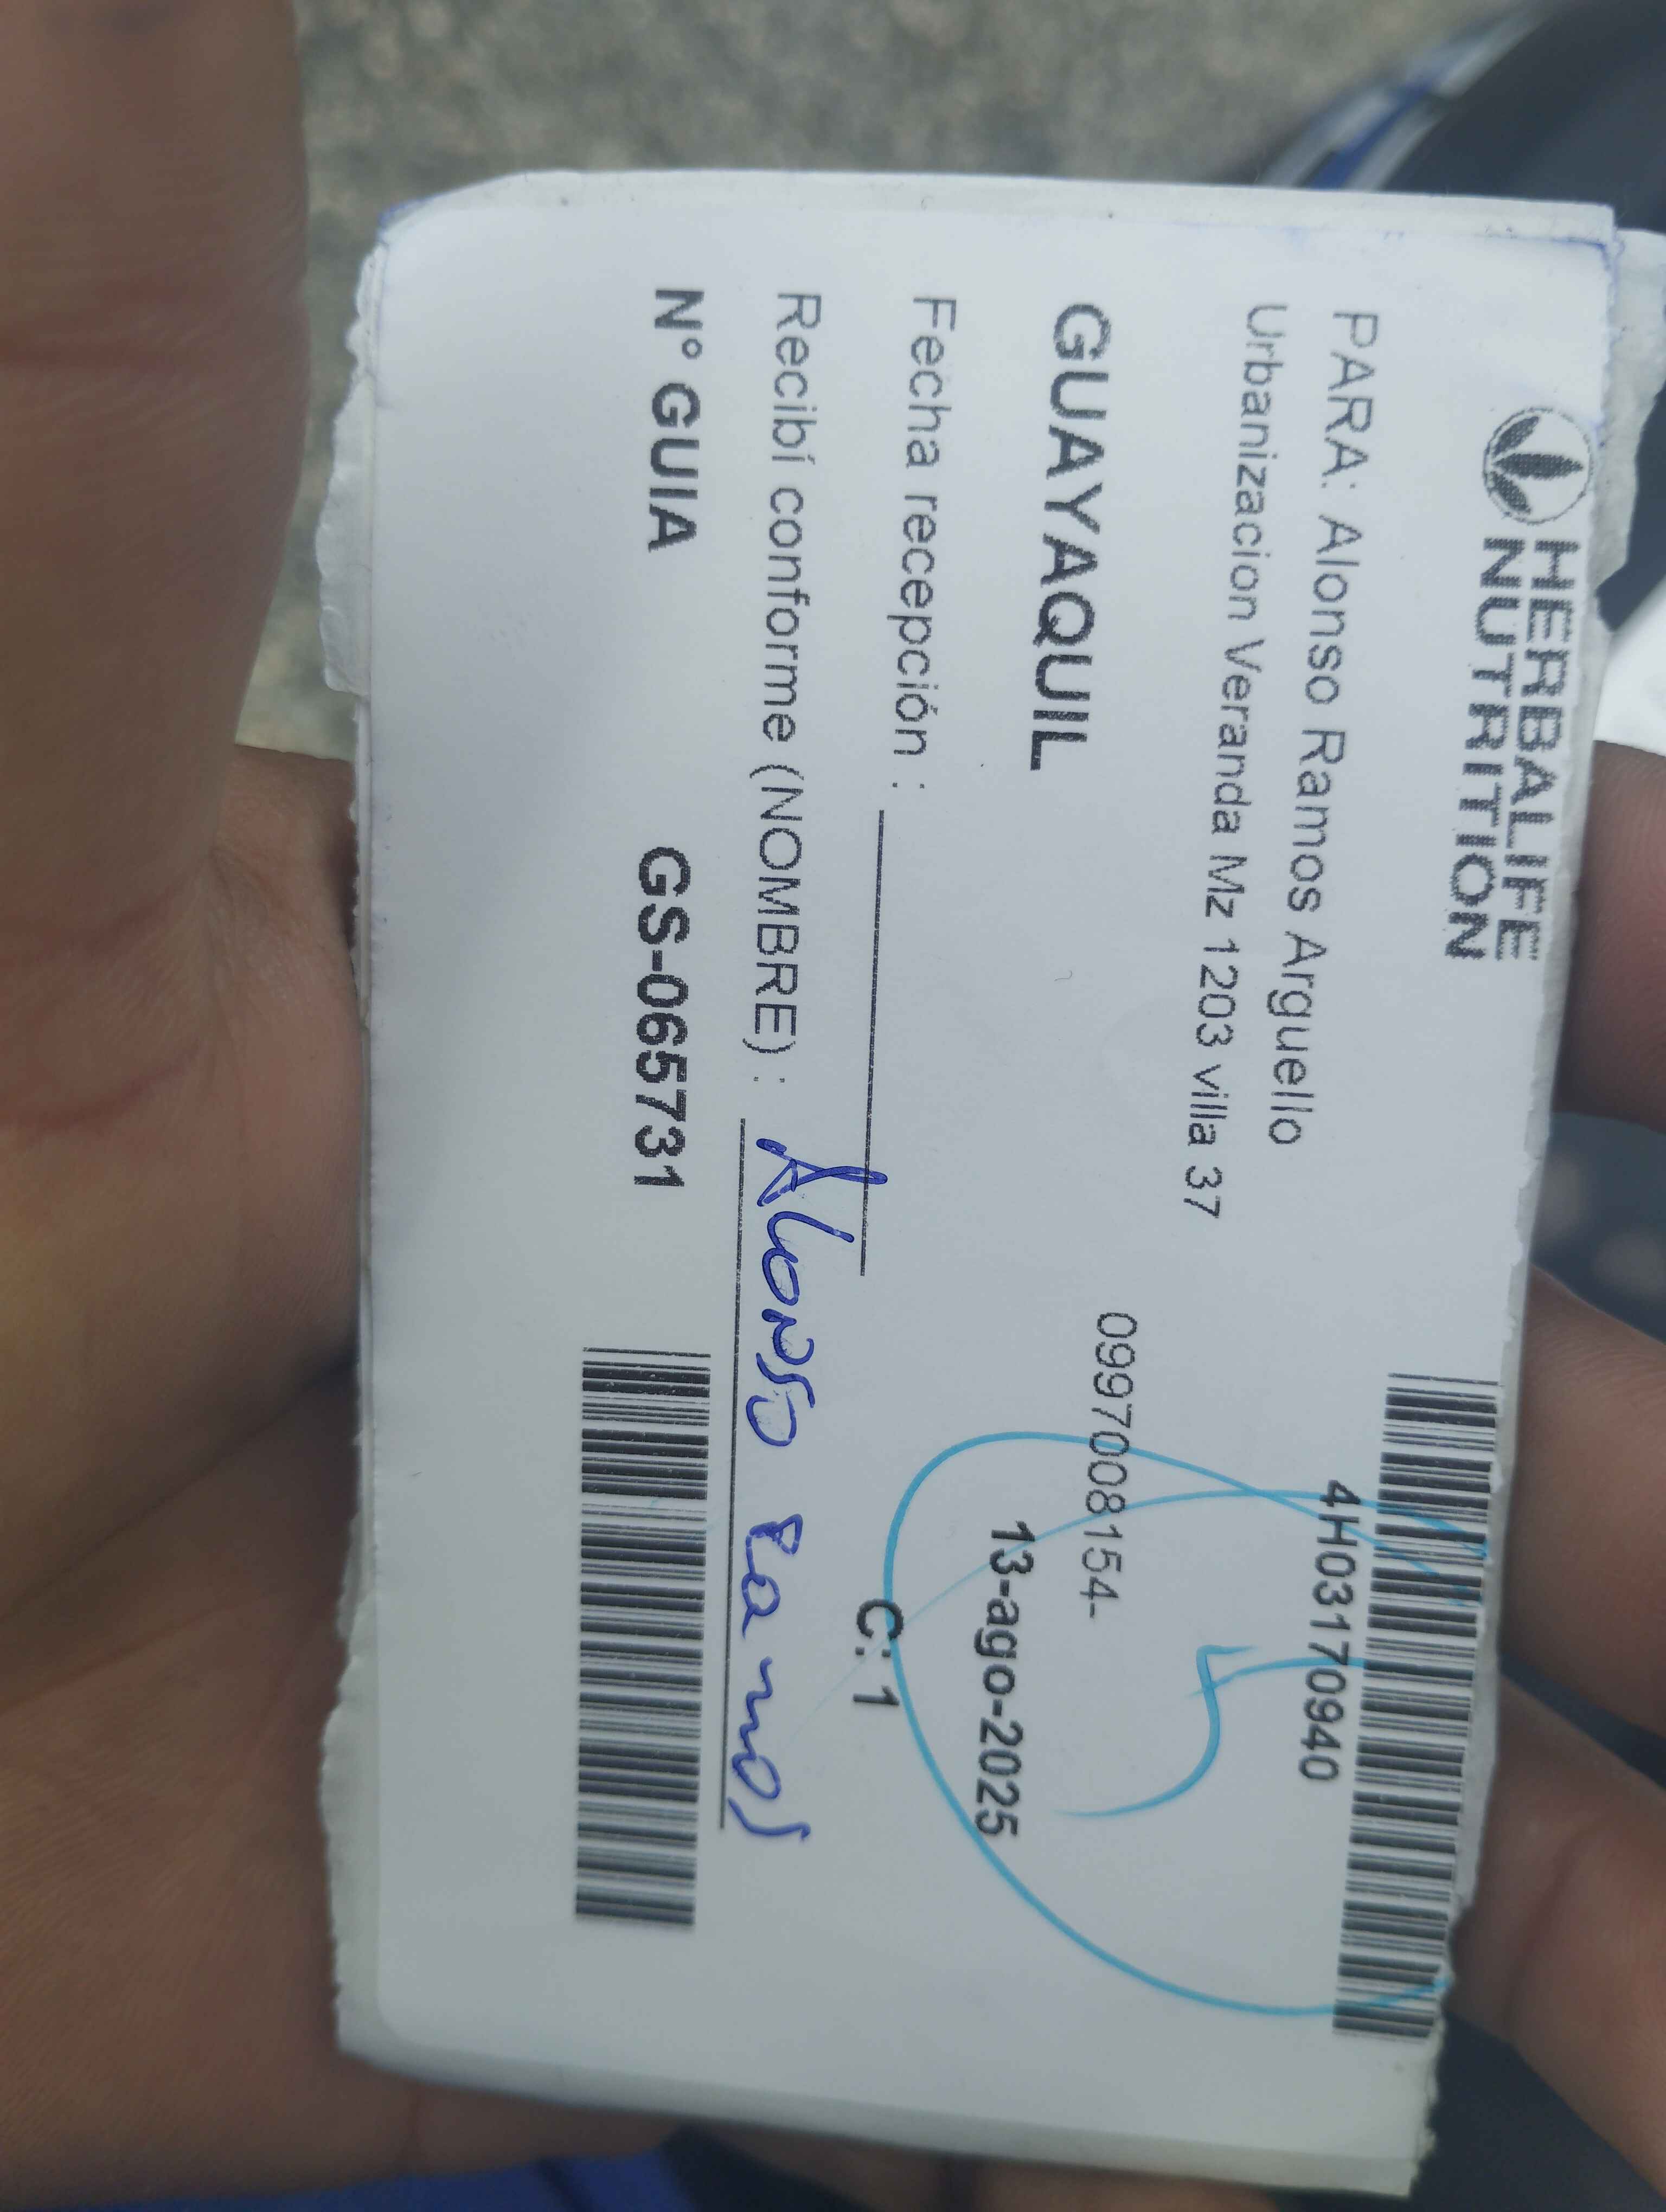 HERBALIFE
NUTRITION
4H03170940
PARA: Alonso Ramos Arguello
Urbanizacion Veranda Mz 1203 villa 37
0997008154-
GUAYAQUIL
13-ago-2025
Fecha recepción :
C: 1
Recibí conforme (NOMBRE) : Alonso Ramos
N° GUIA GS-065731